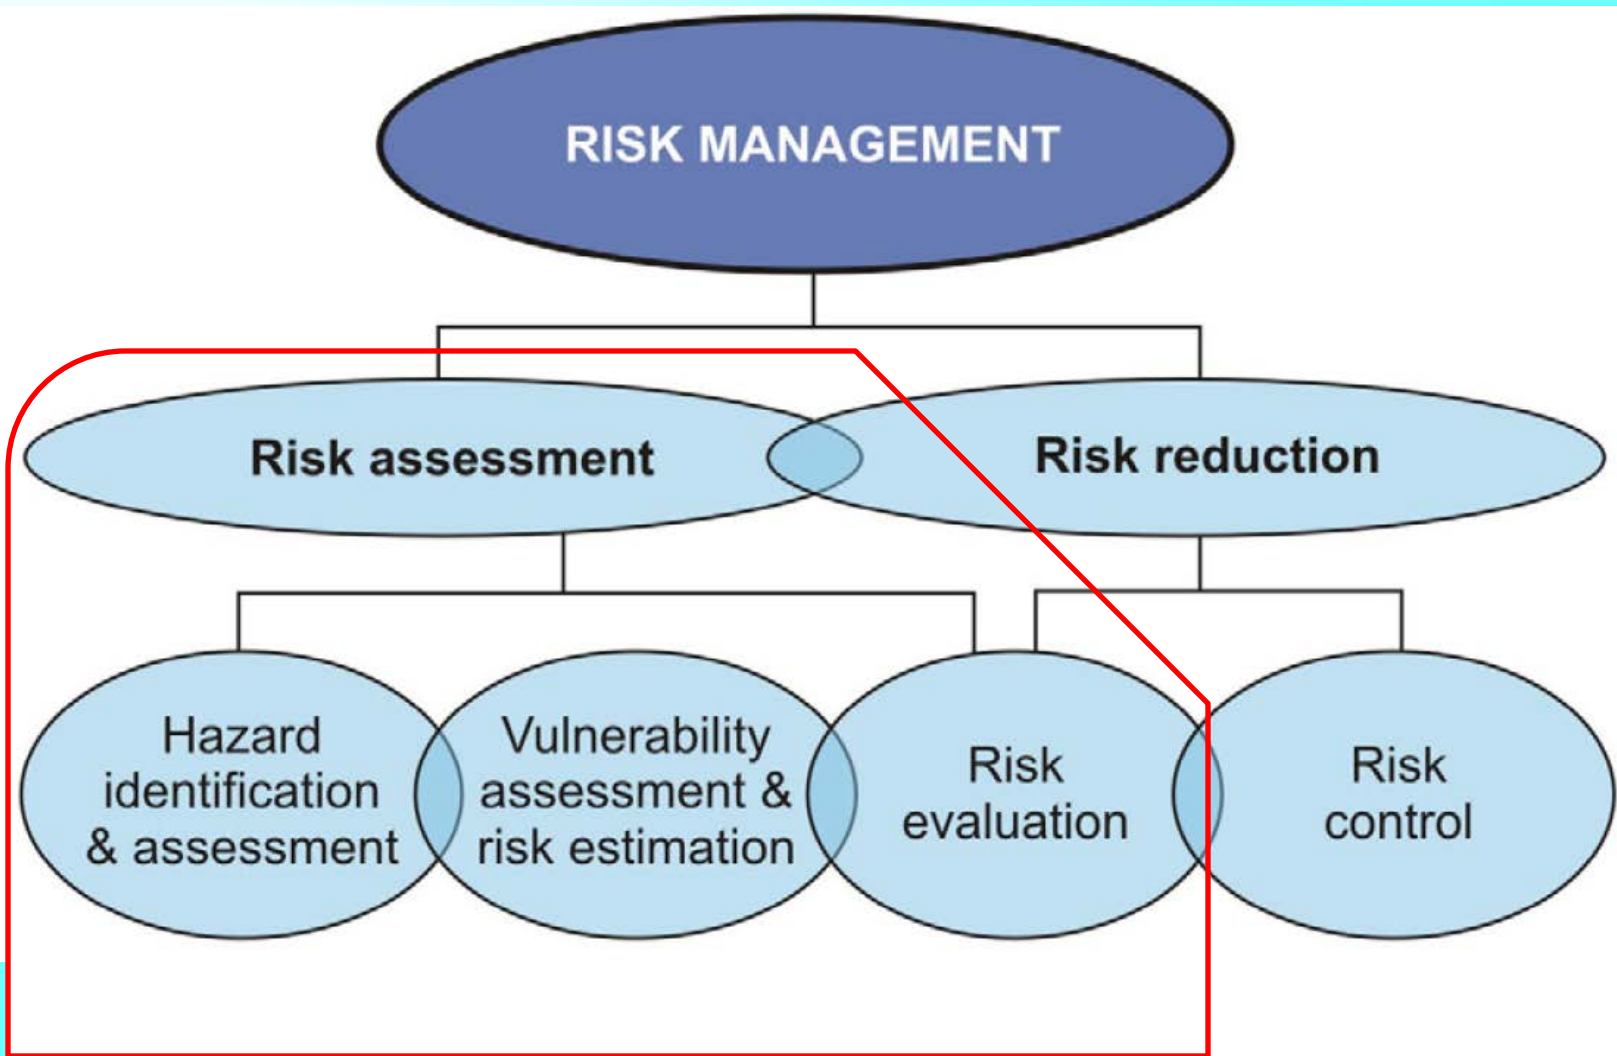 RISK MANAGEMENT
Risk assessment
Risk reduction
Hazard
identification
& assessment
Vulnerability
assessment &
risk estimation
Risk
evaluation
Risk
control